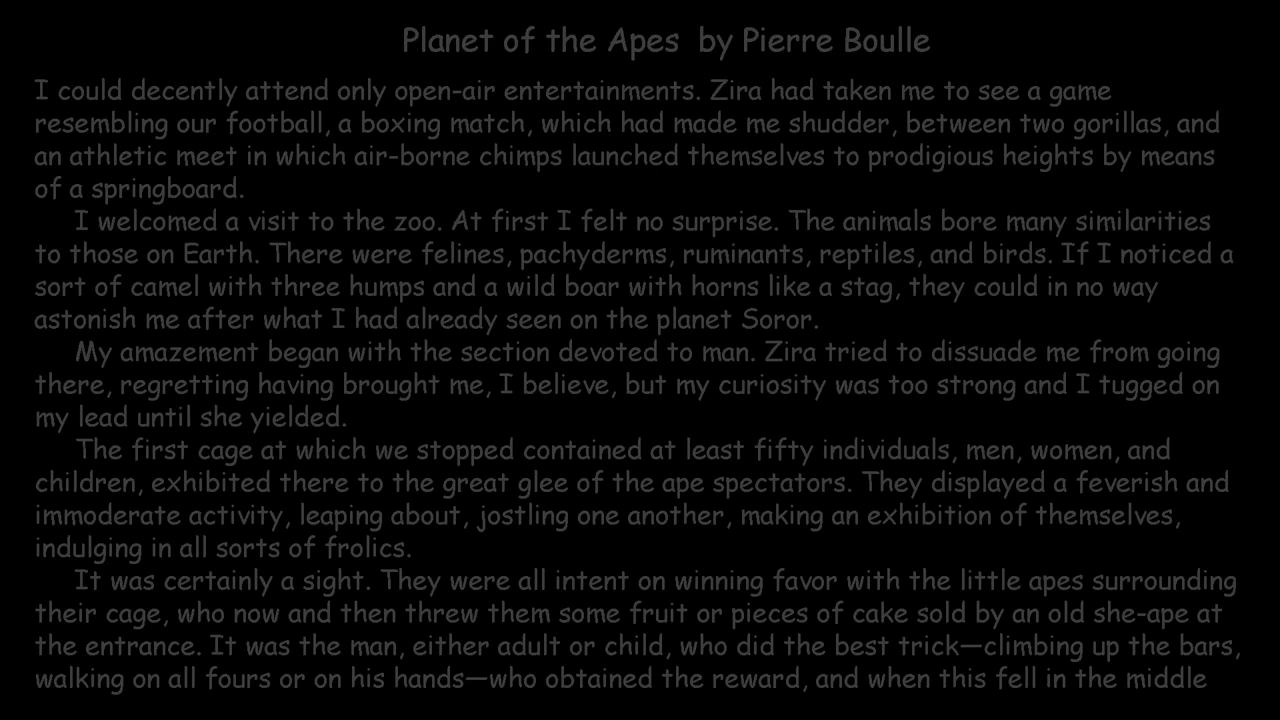 Planet of the Apes by Pierre Boulle
I could decently attend only open-air entertainments. Zira had taken me to see a game
resembling our football, a boxing match, which had made me shudder, between two gorillas, and
an athletic meet in which air-borne chimps launched themselves to prodigious heights by means
of a springboard.
I welcomed a visit to the zoo. At first I felt no surprise. The animals bore many similarities
to those on Earth. There were felines, pachyderms, ruminants, reptiles, and birds. If I noticed a
sort of camel with three humps and a wild boar with horns like a stag, they could in no way
astonish me after what I had already seen on the planet Soror.
My amazement began with the section devoted to man. Zira tried to dissuade me from going
there, regretting having brought me, I believe, but my curiosity was too strong and I tugged on
my lead until she yielded.
The first cage at which we stopped contained at least fifty individuals, men, women, and
children, exhibited there to the great glee of the ape spectators. They displayed a feverish and
immoderate activity, leaping about, jostling one another, making an exhibition of themselves,
indulging in all sorts of frolics.
It was certainly a sight. They were all intent on winning favor with the little apes surrounding
their cage, who now and then threw them some fruit or pieces of cake sold by an old she-ape at
the entrance. It was the man, either adult or child, who did the best trick—climbing up the bars,
walking on all fours or on his hands—who obtained the reward, and when this fell in the middle